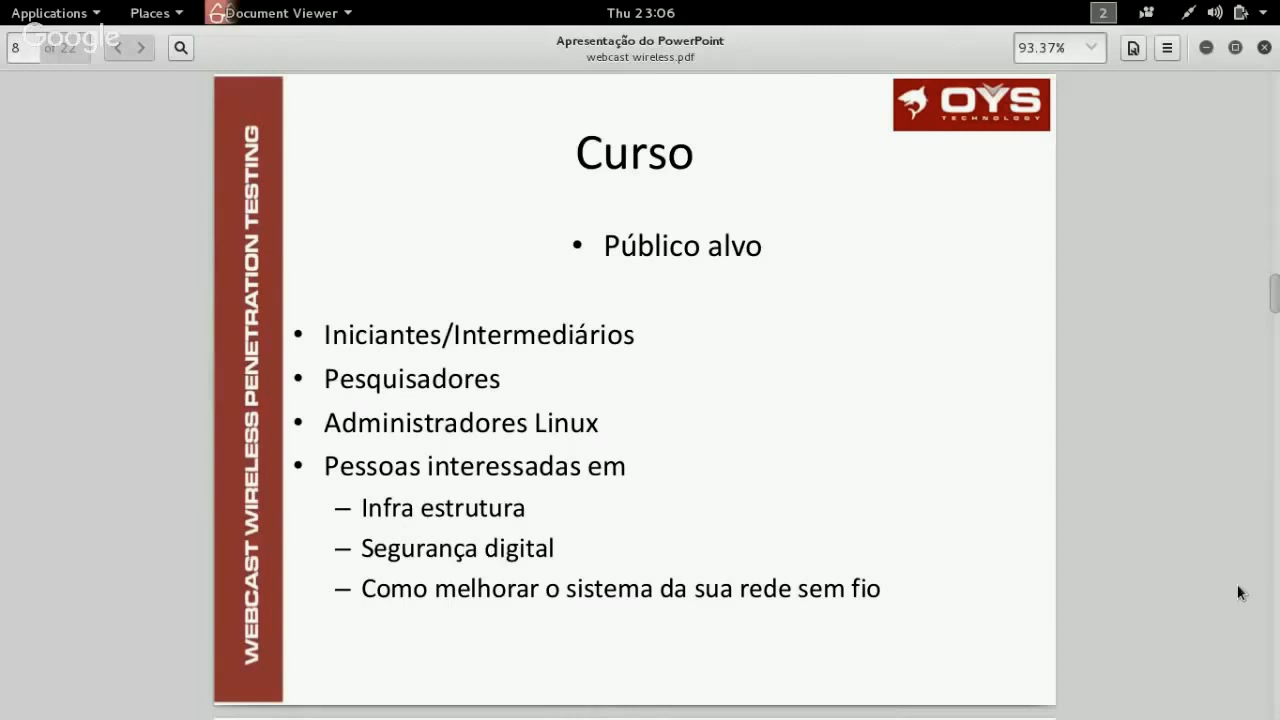 Applications Places Document Viewer Thu 23:06 2
Google
8 of 22
Apresentação do PowerPoint
webcast wireless.pdf
93.37%
WEBCAST WIRELESS PENETRATION TESTING
OYS
TECHNOLOGY
Curso
• Público alvo
• Iniciantes/Intermediários
• Pesquisadores
• Administradores Linux
• Pessoas interessadas em
– Infra estrutura
– Segurança digital
– Como melhorar o sistema da sua rede sem fio